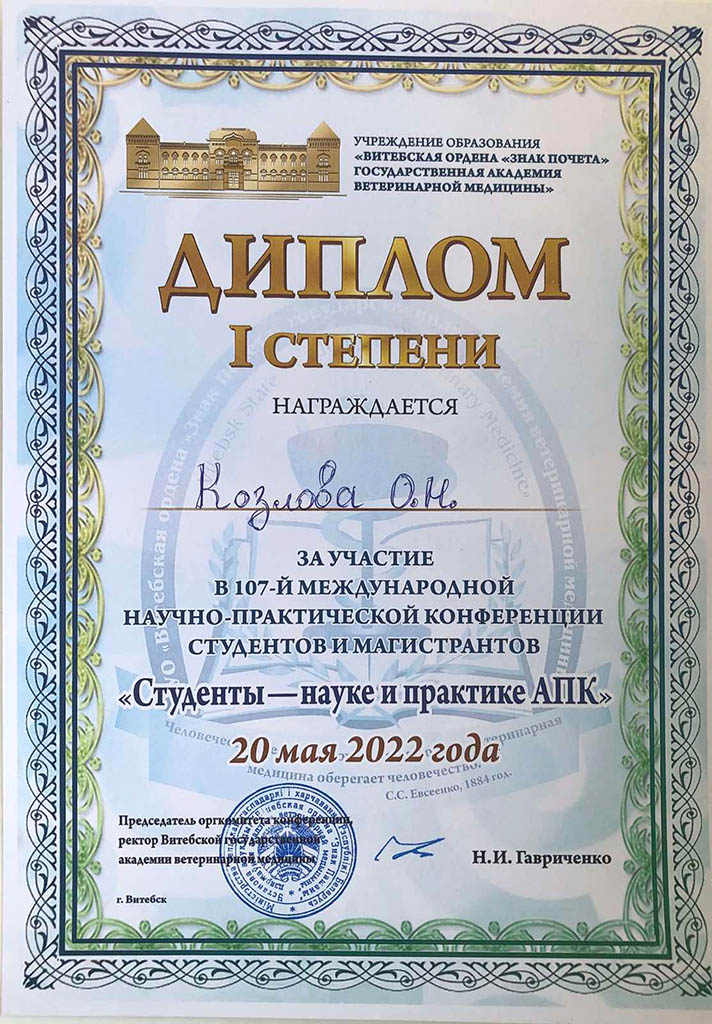 УЧРЕЖДЕНИЕ ОБРАЗОВАНИЯ
«ВИТЕБСКАЯ ОРДЕНА «ЗНАК ПОЧЕТА»
ГОСУДАРСТВЕННАЯ АКАДЕМИЯ
ВЕТЕРИНАРНОЙ МЕДИЦИНЫ»
ДИПЛОМ
I СТЕПЕНИ
НАГРАЖДАЕТСЯ
Козлова О.Н.
ЗА УЧАСТИЕ
В 107-Й МЕЖДУНАРОДНОЙ
НАУЧНО-ПРАКТИЧЕСКОЙ КОНФЕРЕНЦИИ
СТУДЕНТОВ И МАГИСТРАНТОВ
«Студенты — науке и практике АПК»
20 мая 2022 года
медицина оберегает человечество.
С.С. Евсеенко, 1884 год.
Председатель оргкомитета конференции,
ректор Витебской государственной
академии ветеринарной медицины
Н.И. Гавриченко
г. Витебск